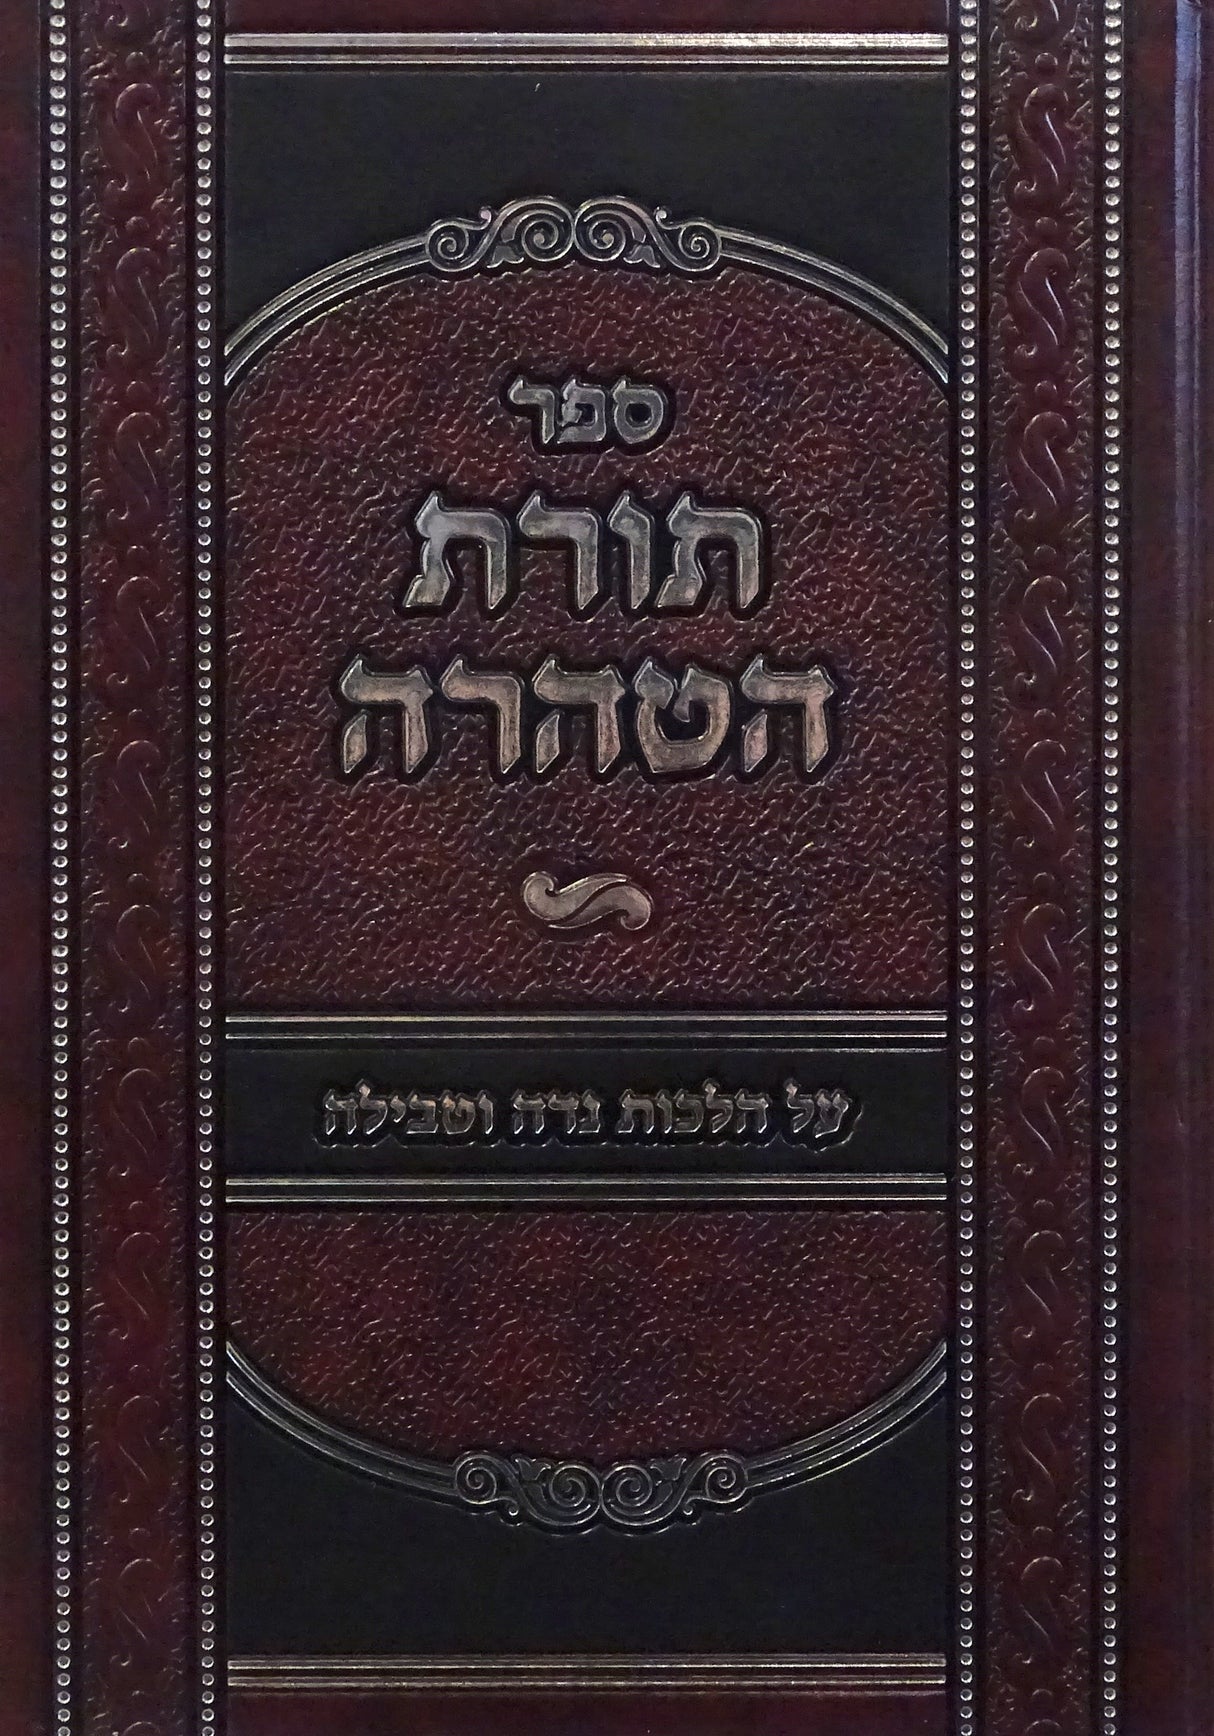 ספר
תורת
הטהרה
על הלכות נדה וטבילה